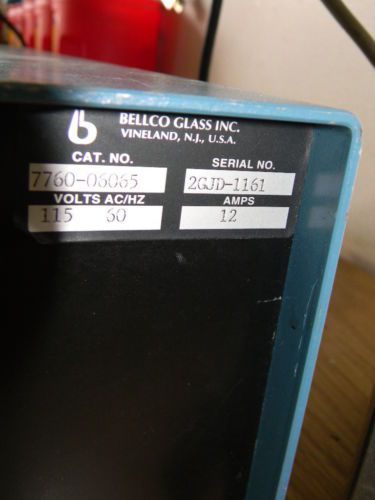 BELLCO GLASS INC.
VINELAND, N.J., U.S.A.
CAT. NO. SERIAL NO.
7760-06065 2GJD-1161
VOLTS AC/HZ AMPS
115 60 12